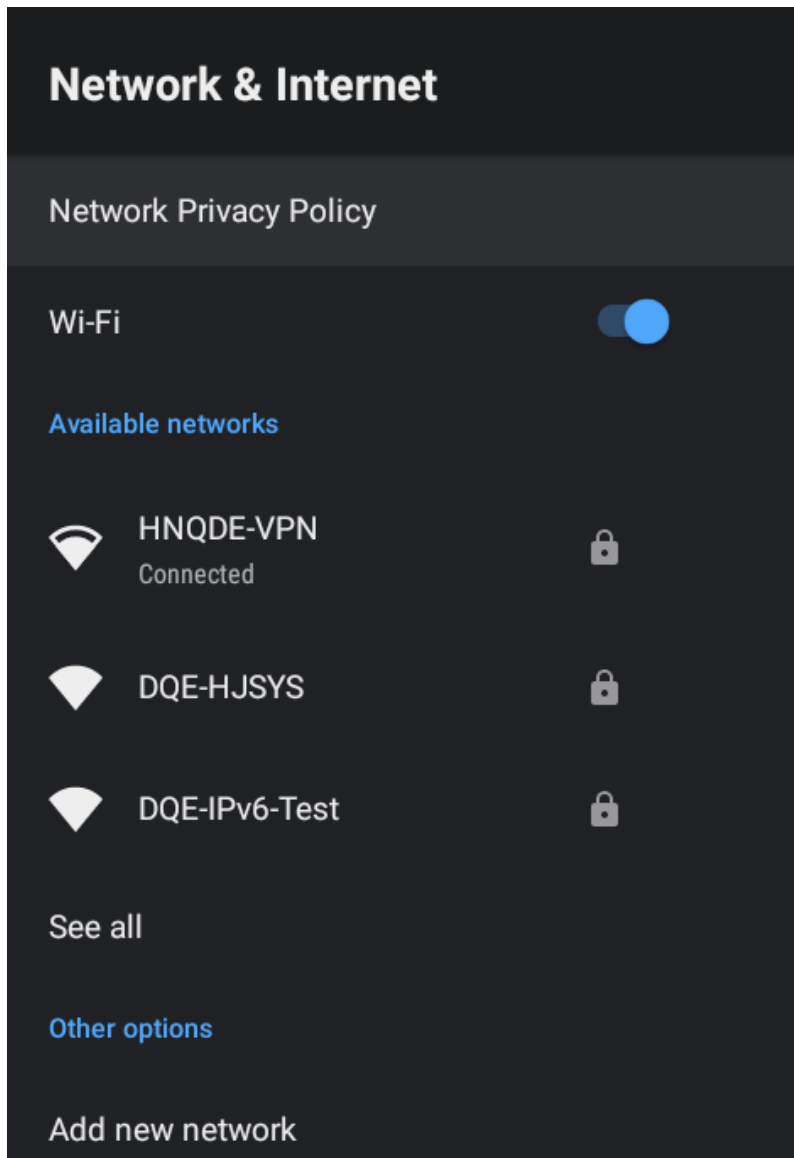 Network & Internet
Network Privacy Policy
Wi-Fi
Available networks
HNQDE-VPN
Connected
DQE-HJSYS
DQE-IPv6-Test
See all
Other options
Add new network